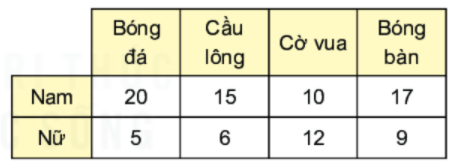 Bóng đá Cầu lông Cờ vua Bóng bàn
Nam 20 15 10 17
Nữ 5 6 12 9